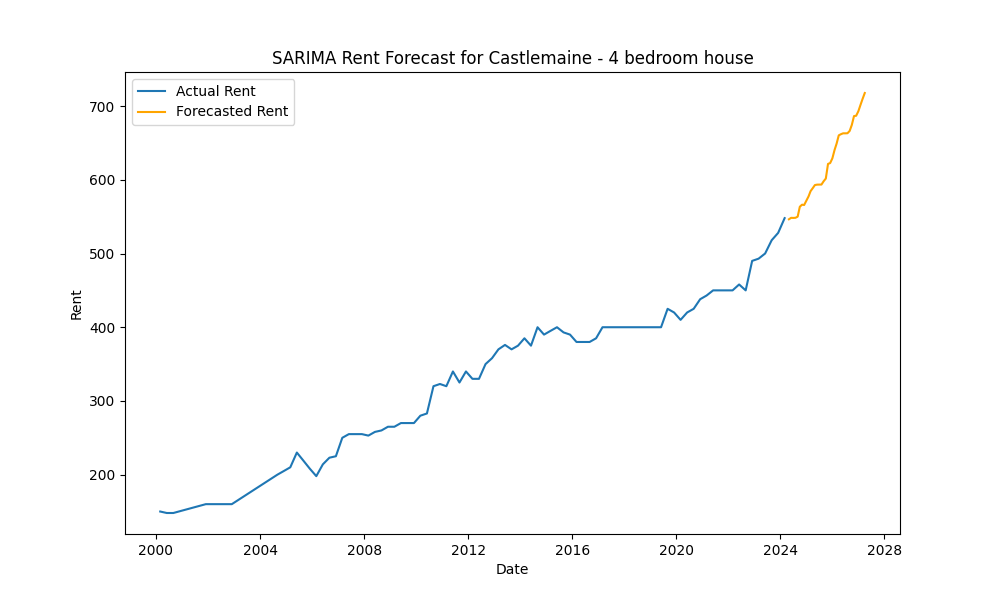 SARIMA Rent Forecast for Castlemaine - 4 bedroom house
Actual Rent
Forecasted Rent
700
600
500
400
300
200
Rent
2000 2004 2008 2012 2016 2020 2024 2028
Date